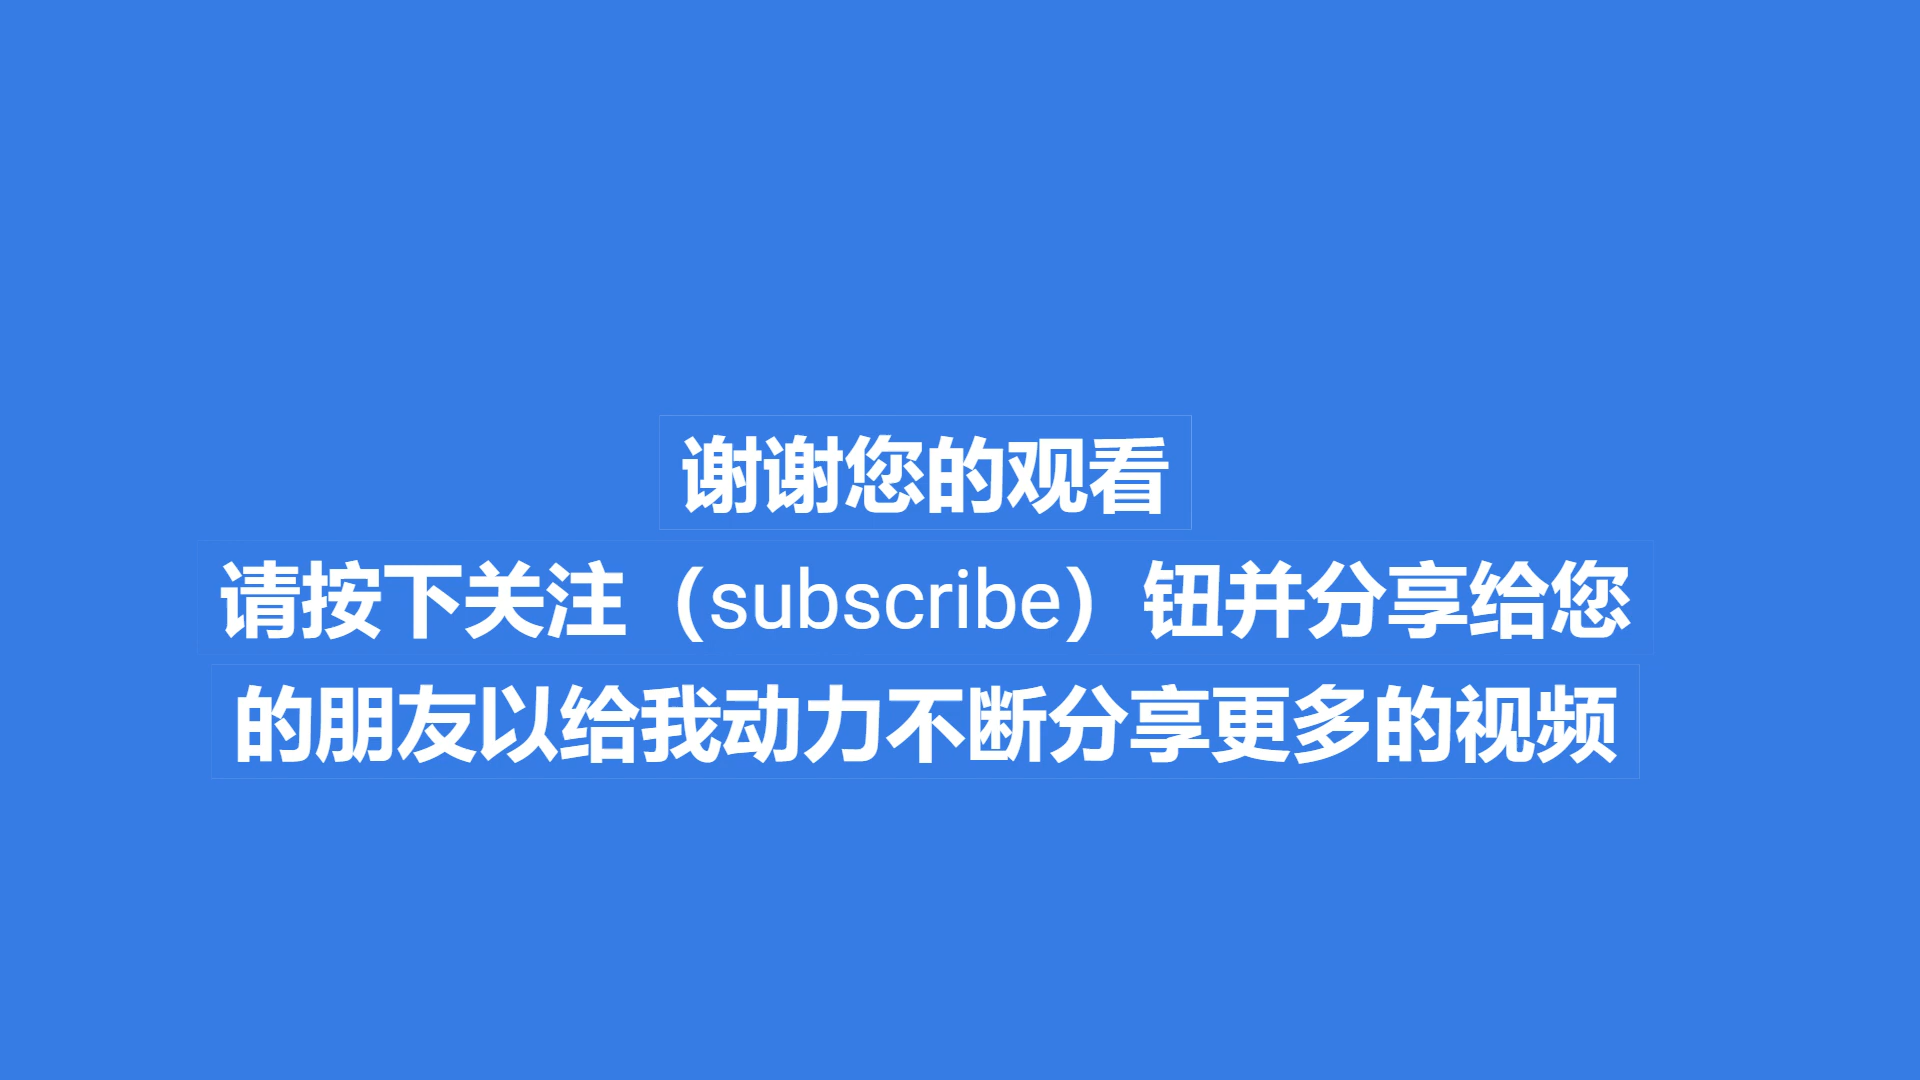 谢谢您的观看
请按下关注（subscribe）钮并分享给您
的朋友以给我动力不断分享更多的视频